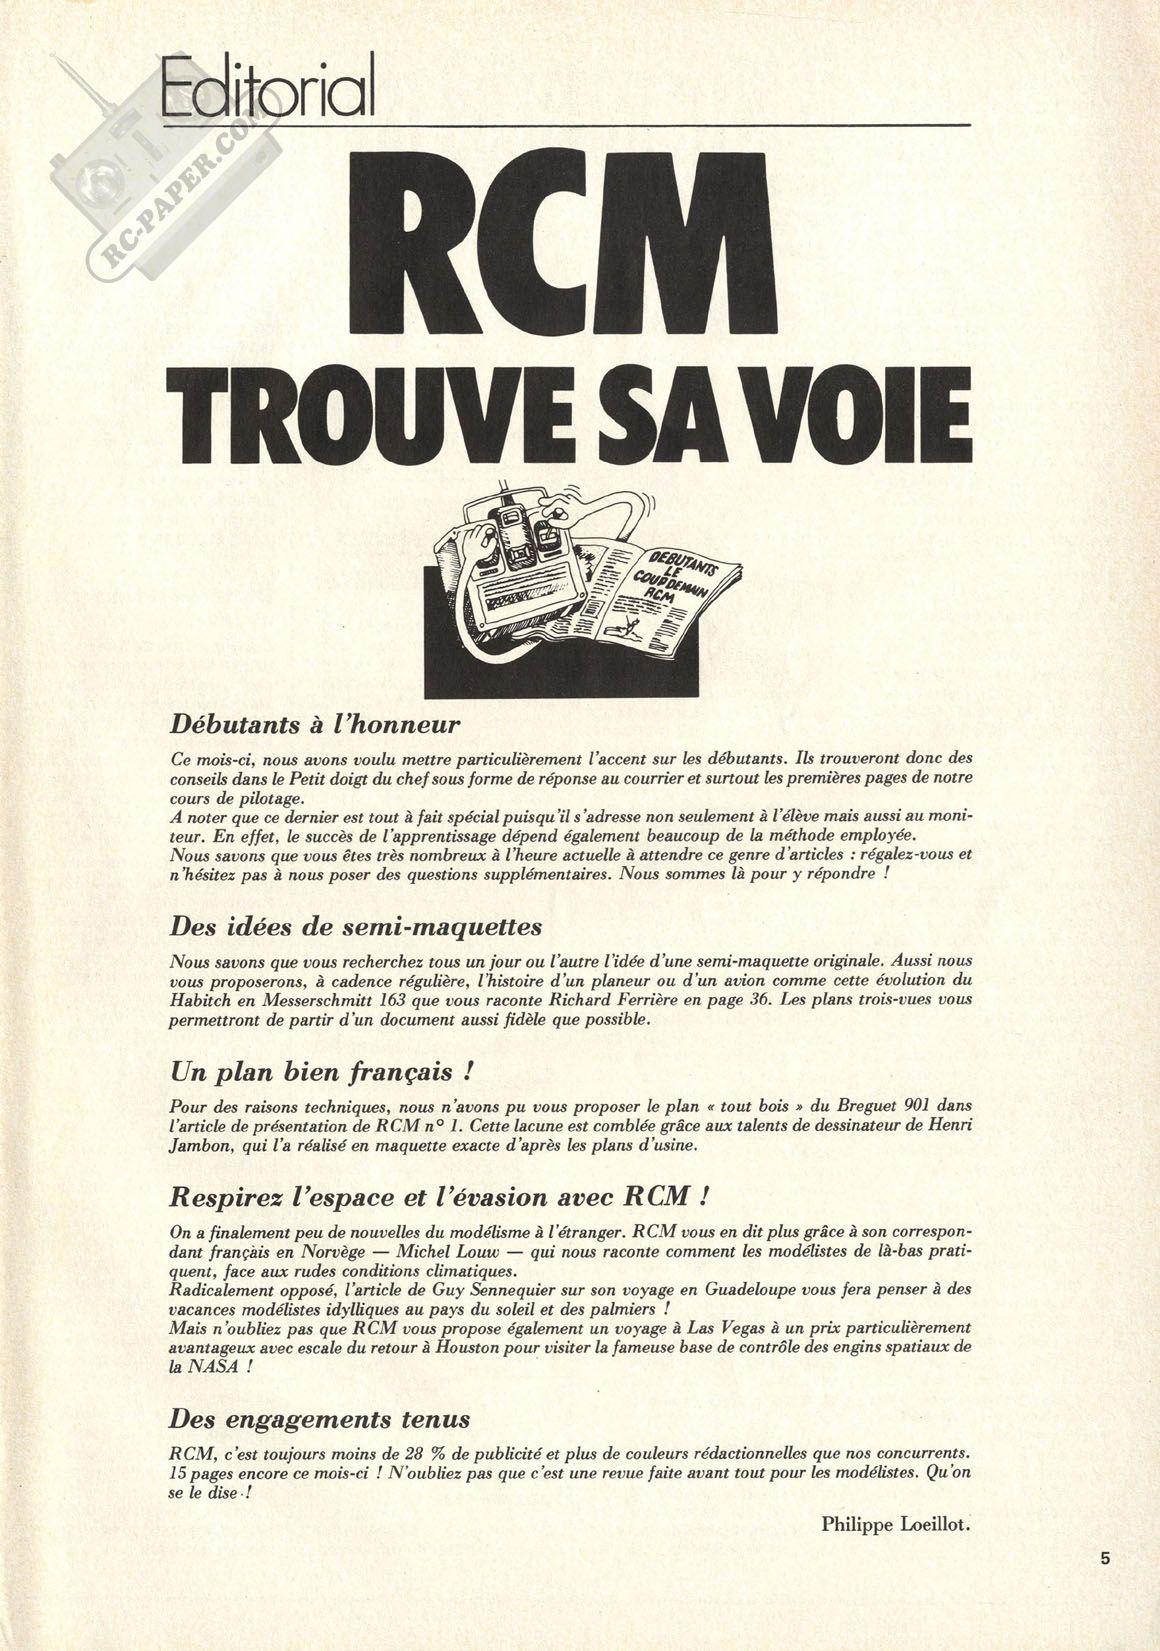 Editorial
RC-PAPER.COM
RCM
TROUVE SA VOIE
DEBUTANTS
LE
COUP DE MAIN
RCM
Débutants à l'honneur
Ce mois-ci, nous avons voulu mettre particulièrement l'accent sur les débutants. Ils trouveront donc des
conseils dans le Petit doigt du chef sous forme de réponse au courrier et surtout les premières pages de notre
cours de pilotage.
A noter que ce dernier est tout à fait spécial puisqu'il s'adresse non seulement à l'élève mais aussi au moni-
teur. En effet, le succès de l'apprentissage dépend également beaucoup de la méthode employée.
Nous savons que vous êtes très nombreux à l'heure actuelle à attendre ce genre d'articles : régalez-vous et
n'hésitez pas à nous poser des questions supplémentaires. Nous sommes là pour y répondre !
Des idées de semi-maquettes
Nous savons que vous recherchez tous un jour ou l'autre l'idée d'une semi-maquette originale. Aussi nous
vous proposerons, à cadence régulière, l'histoire d'un planeur ou d'un avion comme cette évolution du
Habitch en Messerschmitt 163 que vous raconte Richard Ferrière en page 36. Les plans trois-vues vous
permettront de partir d'un document aussi fidèle que possible.
Un plan bien français !
Pour des raisons techniques, nous n'avons pu vous proposer le plan « tout bois » du Breguet 901 dans
l'article de présentation de RCM n° 1. Cette lacune est comblée grâce aux talents de dessinateur de Henri
Jambon, qui l'a réalisé en maquette exacte d'après les plans d'usine.
Respirez l'espace et l'évasion avec RCM !
On a finalement peu de nouvelles du modélisme à l'étranger. RCM vous en dit plus grâce à son correspon-
dant français en Norvège — Michel Louw — qui nous raconte comment les modélistes de là-bas prati-
quent, face aux rudes conditions climatiques.
Radicalement opposé, l'article de Guy Sennequier sur son voyage en Guadeloupe vous fera penser à des
vacances modélistes idylliques au pays du soleil et des palmiers !
Mais n'oubliez pas que RCM vous propose également un voyage à Las Vegas à un prix particulièrement
avantageux avec escale du retour à Houston pour visiter la fameuse base de contrôle des engins spatiaux de
la NASA !
Des engagements tenus
RCM, c'est toujours moins de 28 % de publicité et plus de couleurs rédactionnelles que nos concurrents.
15 pages encore ce mois-ci ! N'oubliez pas que c'est une revue faite avant tout pour les modélistes. Qu'on
se le dise !
Philippe Loeillot.
5